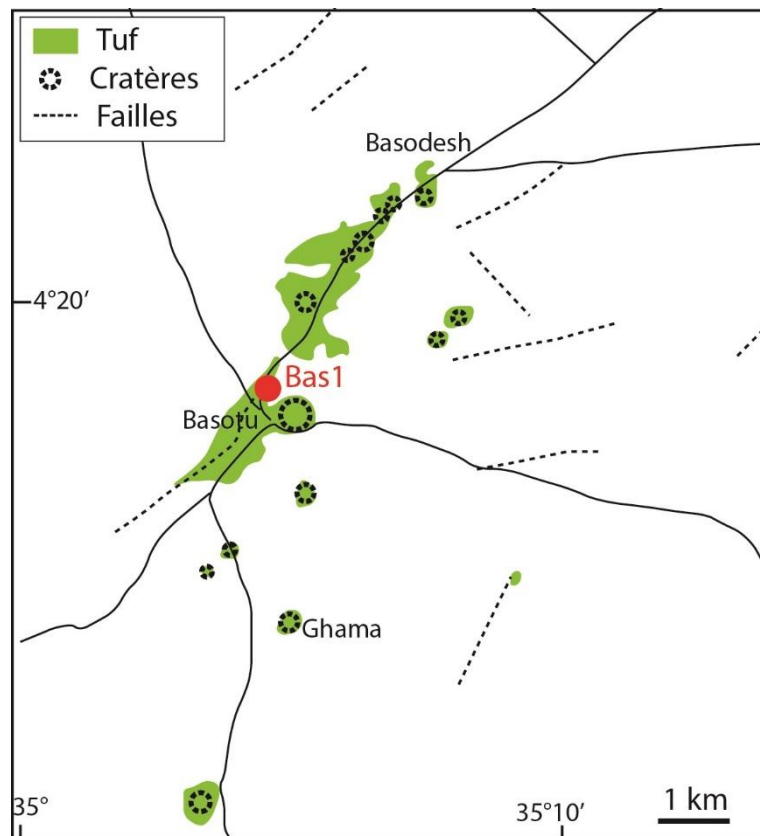 Tuf
Cratères
Failles
Basodesh
4°20'
Bas1
Basotu
Ghama
35°
35°10'
1 km